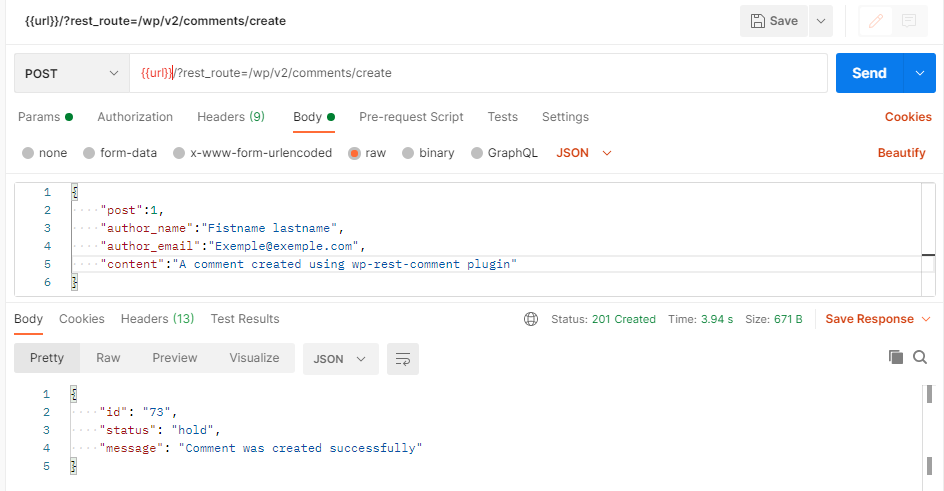 {{url}}/?rest_route=/wp/v2/comments/create
Save
POST
{{url}}/?rest_route=/wp/v2/comments/create
Send
Params Authorization Headers (9) Body Pre-request Script Tests Settings Cookies
none form-data x-www-form-urlencoded raw binary GraphQL JSON Beautify
1 {
2 "post":1,
3 "author_name":"Fistname lastname",
4 "author_email":"Exemple@exemple.com",
5 "content":"A comment created using wp-rest-comment plugin"
6 }
Body Cookies Headers (13) Test Results Status: 201 Created Time: 3.94 s Size: 671 B Save Response
Pretty Raw Preview Visualize JSON
1 {
2 "id": "73",
3 "status": "hold",
4 "message": "Comment was created successfully"
5 }